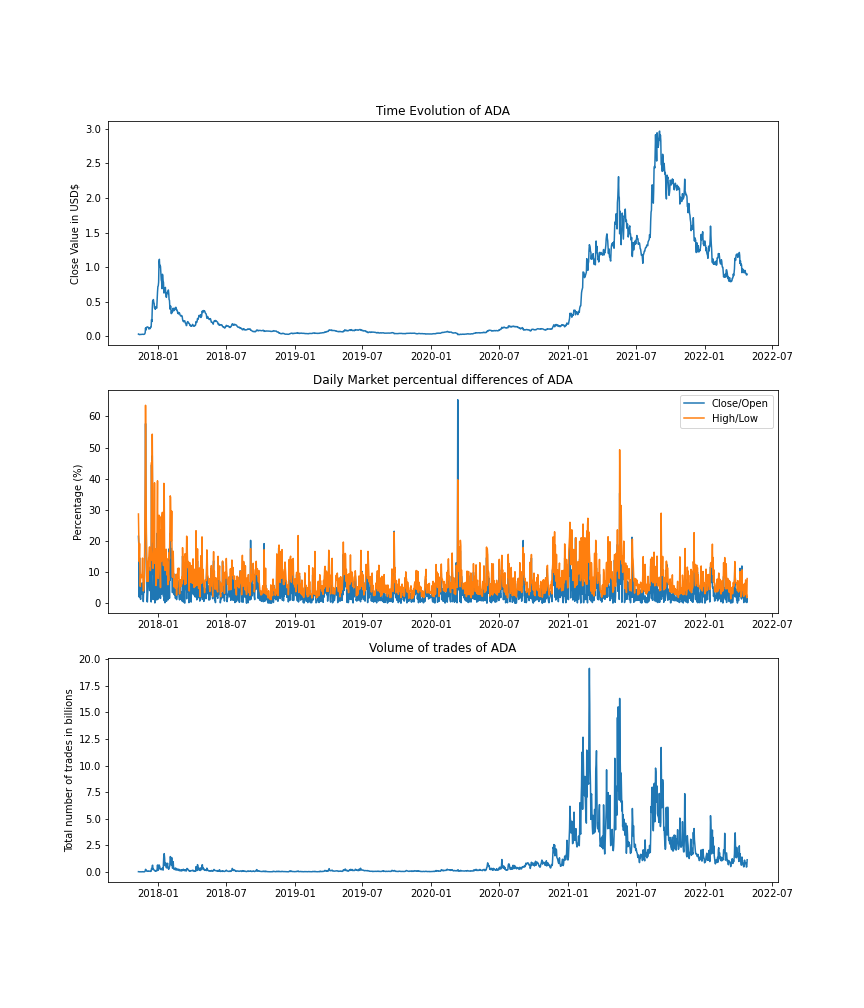 Time Evolution of ADA
Close Value in USD$
3.0
2.5
2.0
1.5
1.0
0.5
0.0
2018-01 2018-07 2019-01 2019-07 2020-01 2020-07 2021-01 2021-07 2022-01 2022-07
Daily Market percentual differences of ADA
Percentage (%)
60
50
40
30
20
10
0
Close/Open
High/Low
2018-01 2018-07 2019-01 2019-07 2020-01 2020-07 2021-01 2021-07 2022-01 2022-07
Volume of trades of ADA
Total number of trades in billions
20.0
17.5
15.0
12.5
10.0
7.5
5.0
2.5
0.0
2018-01 2018-07 2019-01 2019-07 2020-01 2020-07 2021-01 2021-07 2022-01 2022-07